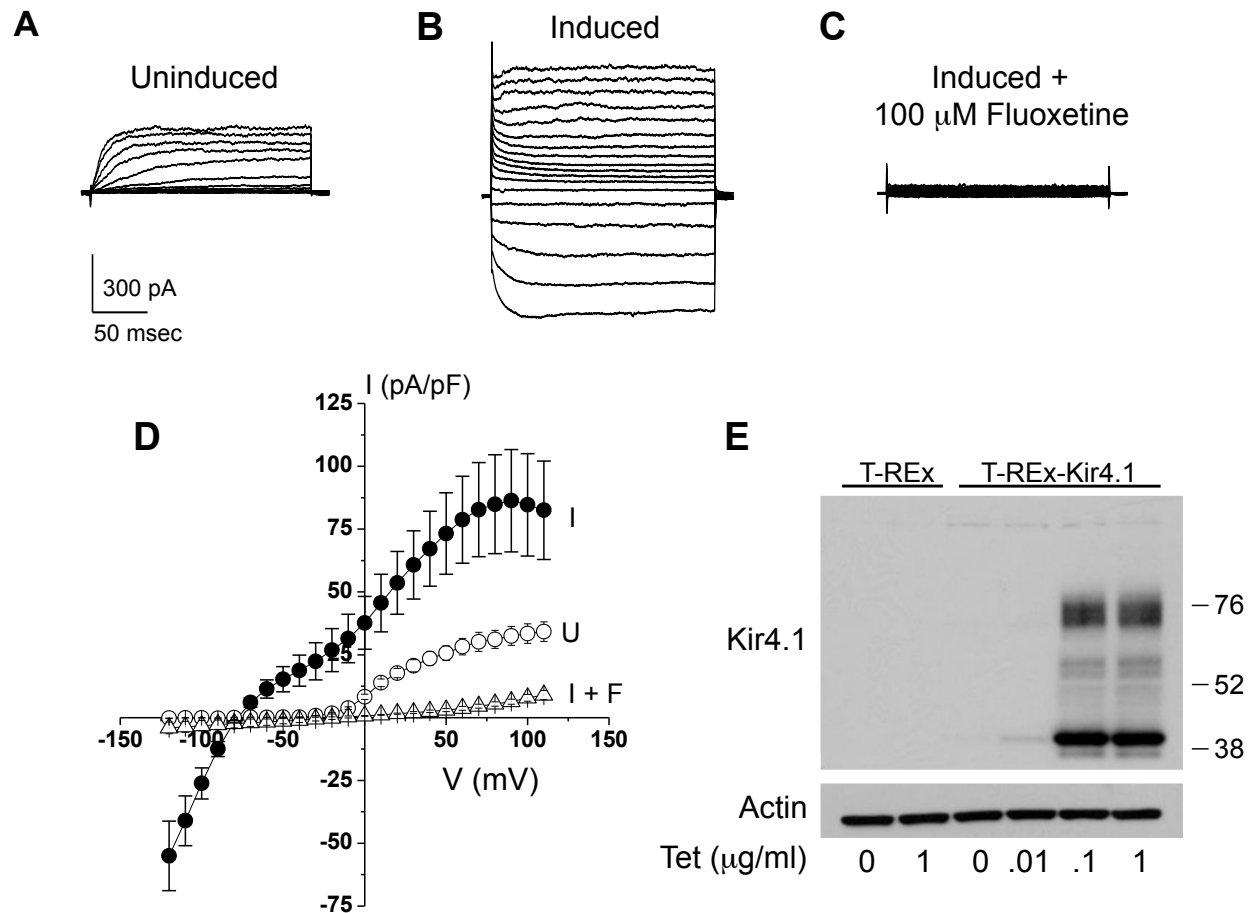 A
Uninduced
300 pA
50 msec
B
Induced
C
Induced +
100 μM Fluoxetine
D
I (pA/pF)
125
100
75
50
25
-25
-50
-75
-150
-100
-50
50
100
150
V (mV)
I
U
I + F
E
T-REx T-REx-Kir4.1
Kir4.1
76
52
38
Actin
Tet (μg/ml) 0 1 0 .01 .1 1